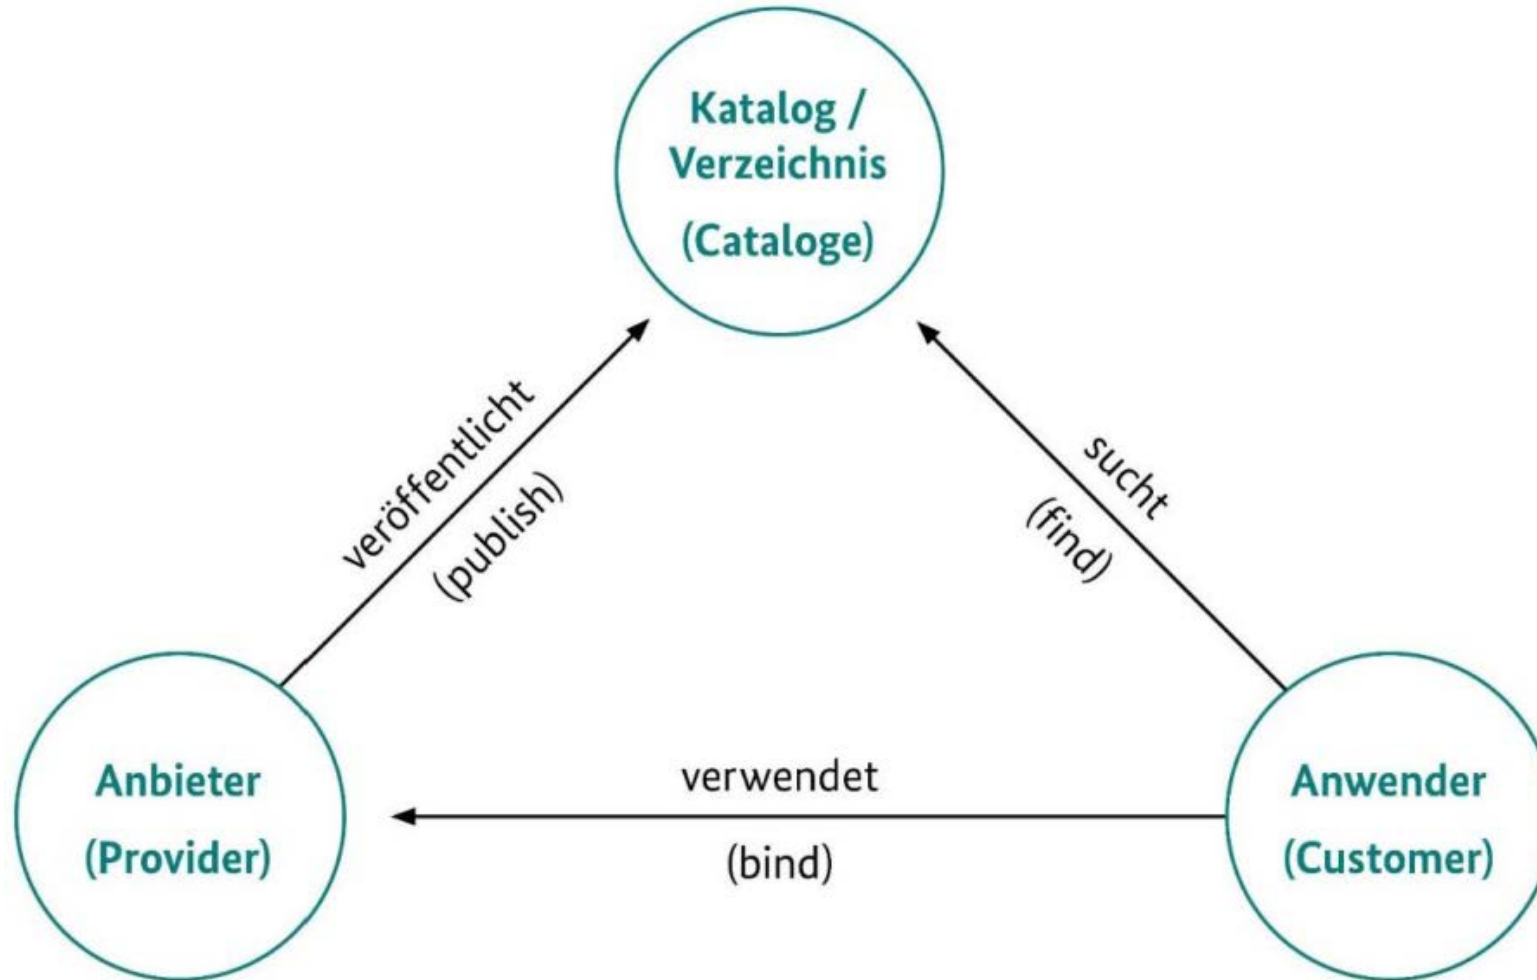 Katalog /
Verzeichnis
(Cataloge)
veröffentlicht
(publish)
sucht
(find)
Anbieter
(Provider)
verwendet
(bind)
Anwender
(Customer)